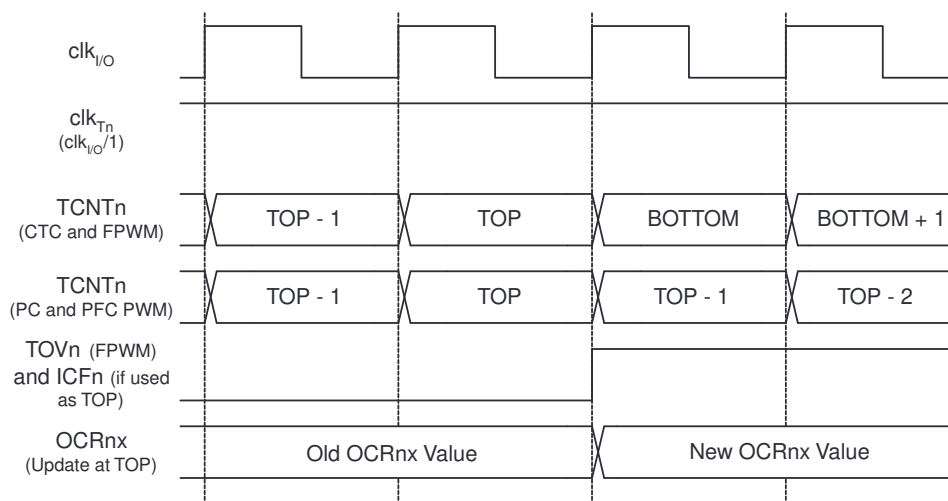 clkI/O
clkTn
(clkI/O/1)
TCNTn
(CTC and FPWM)
TOP - 1 TOP BOTTOM BOTTOM + 1
TCNTn
(PC and PFC PWM)
TOP - 1 TOP TOP - 1 TOP - 2
TOVn (FPWM)
and ICFn (if used
as TOP)
OCRnx
(Update at TOP)
Old OCRnx Value New OCRnx Value